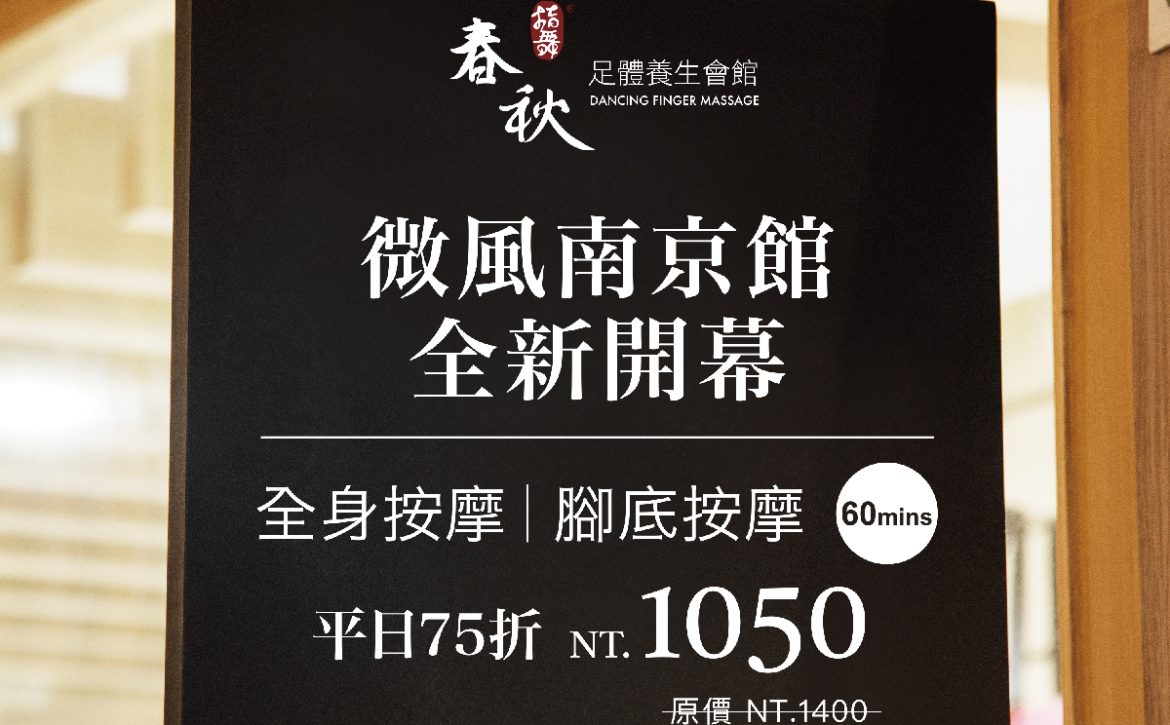 指舞
春秋
足體養生會館
DANCING FINGER MASSAGE
微風南京館
全新開幕
全身按摩｜腳底按摩 60mins
平日75折 NT.1050
原價 NT.1400